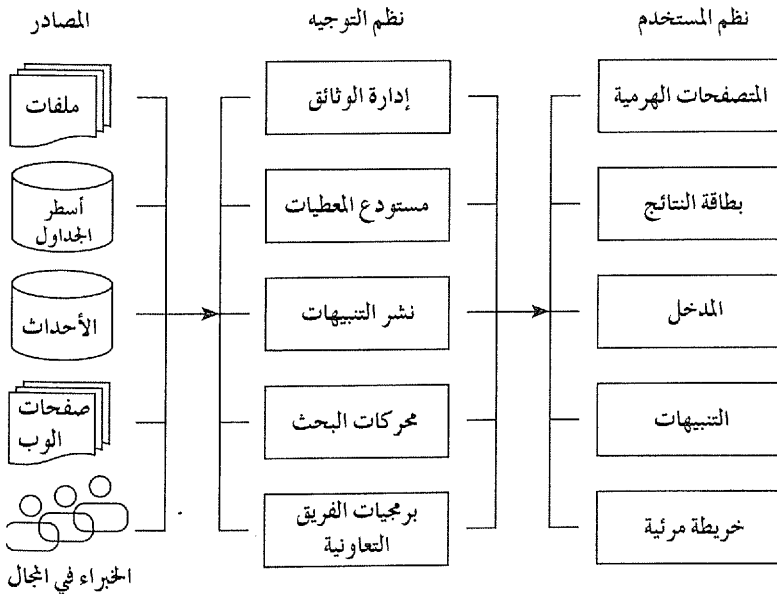 نظم المستخدم
نظم التوجيه
المصادر
المتصفحات الهرمية
إدارة الوثائق
ملفات
بطاقة النتائج
مستودع المعطيات
أسطر
الجداول
المدخل
نشر التنبيهات
الأحداث
التنبيهات
محركات البحث
صفحات
الوب
خريطة مرئية
برمجيات الفريق
التعاونية
الخبراء في المجال